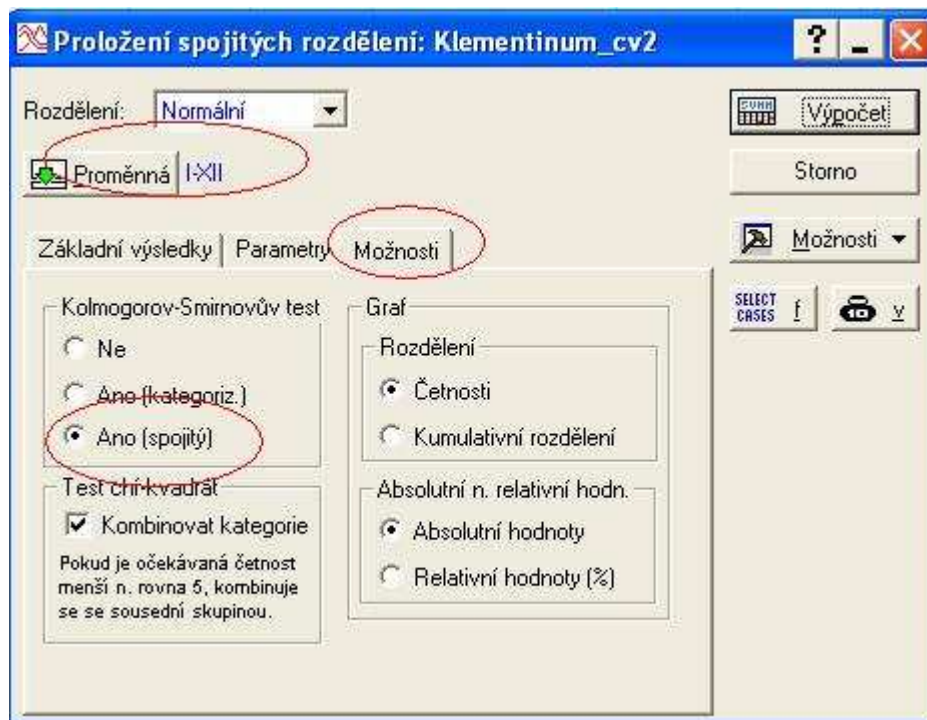 Proložení spojitých rozdělení: Klementinum_cv2
Rozdělení: Normální
Výpočet
Proměnná I-XII
Storno
Základní výsledky Parametry Možnosti
Možnosti
SELECT CASES f v
Kolmogorov-Smirnovův test
Ne
Ano (kategoriz.)
Ano (spojitý)
Test chí-kvadrát
Kombinovat kategorie
Pokud je očekávaná četnost
menší n. rovna 5, kombinuje
se se sousední skupinou.
Graf
Rozdělení
Četnosti
Kumulativní rozdělení
Absolutní n. relativní hodn.
Absolutní hodnoty
Relativní hodnoty (%)